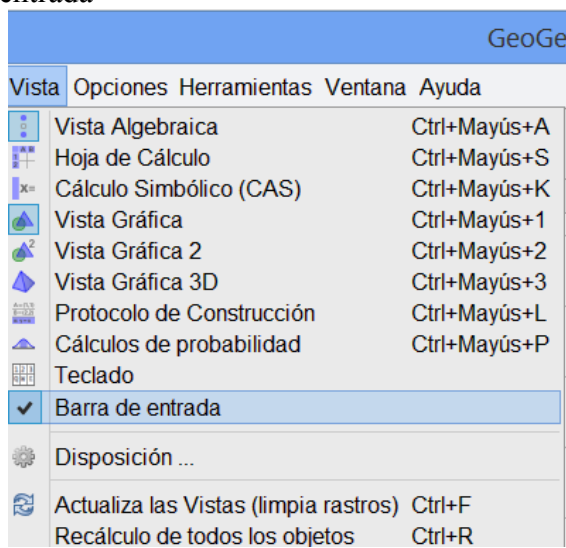 entrada
GeoGe
Vista Opciones Herramientas Ventana Ayuda
Vista Algebraica Ctrl+Mayús+A
Hoja de Cálculo Ctrl+Mayús+S
Cálculo Simbólico (CAS) Ctrl+Mayús+K
Vista Gráfica Ctrl+Mayús+1
Vista Gráfica 2 Ctrl+Mayús+2
Vista Gráfica 3D Ctrl+Mayús+3
Protocolo de Construcción Ctrl+Mayús+L
Cálculos de probabilidad Ctrl+Mayús+P
Teclado
Barra de entrada
Disposición ...
Actualiza las Vistas (limpia rastros) Ctrl+F
Recálculo de todos los objetos Ctrl+R